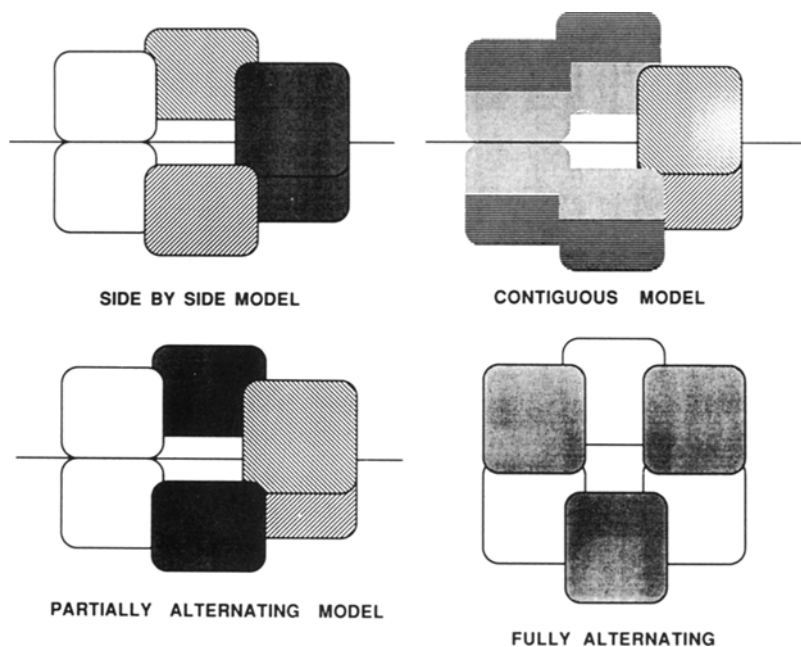 SIDE BY SIDE MODEL
CONTIGUOUS MODEL
PARTIALLY ALTERNATING MODEL
FULLY ALTERNATING